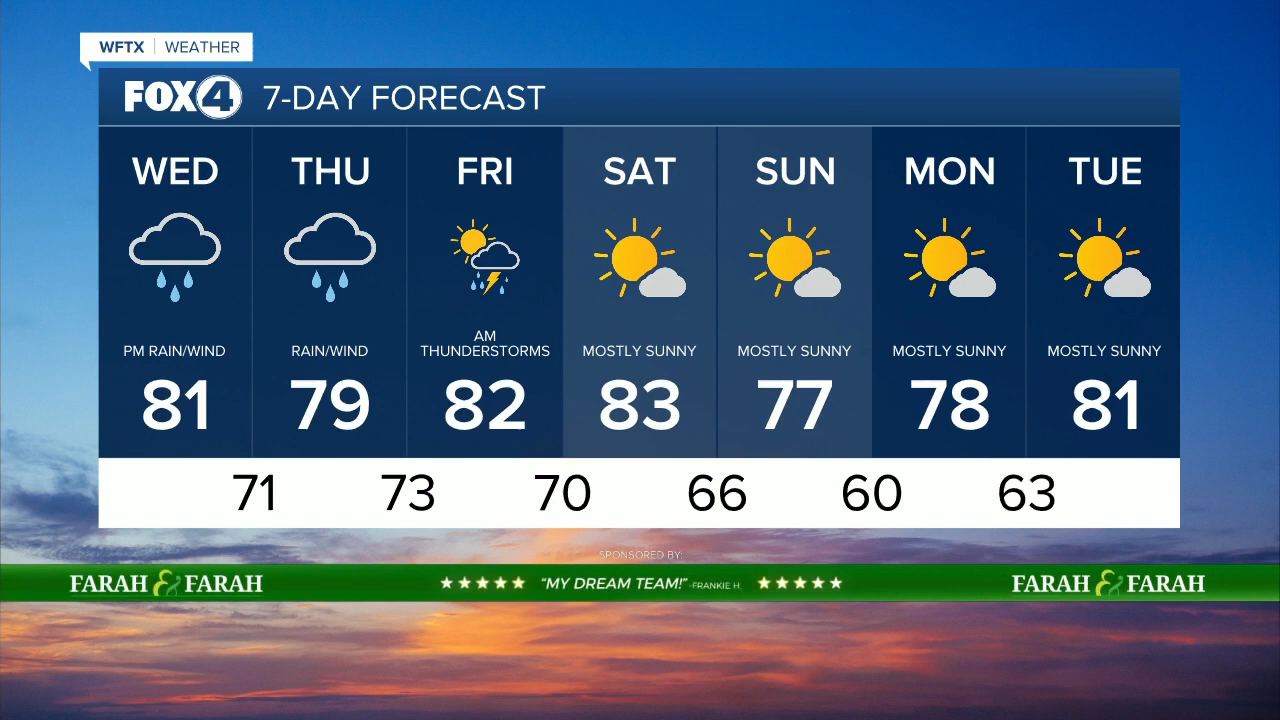 WFTX | WEATHER
FOX 4 7-DAY FORECAST
WED THU FRI SAT SUN MON TUE
PM RAIN/WIND RAIN/WIND AM THUNDERSTORMS MOSTLY SUNNY MOSTLY SUNNY MOSTLY SUNNY MOSTLY SUNNY
81 79 82 83 77 78 81
71 73 70 66 60 63
SPONSORED BY:
FARAH & FARAH ★★★★★ "MY DREAM TEAM!" -FRANKIE H. ★★★★★ FARAH & FARAH